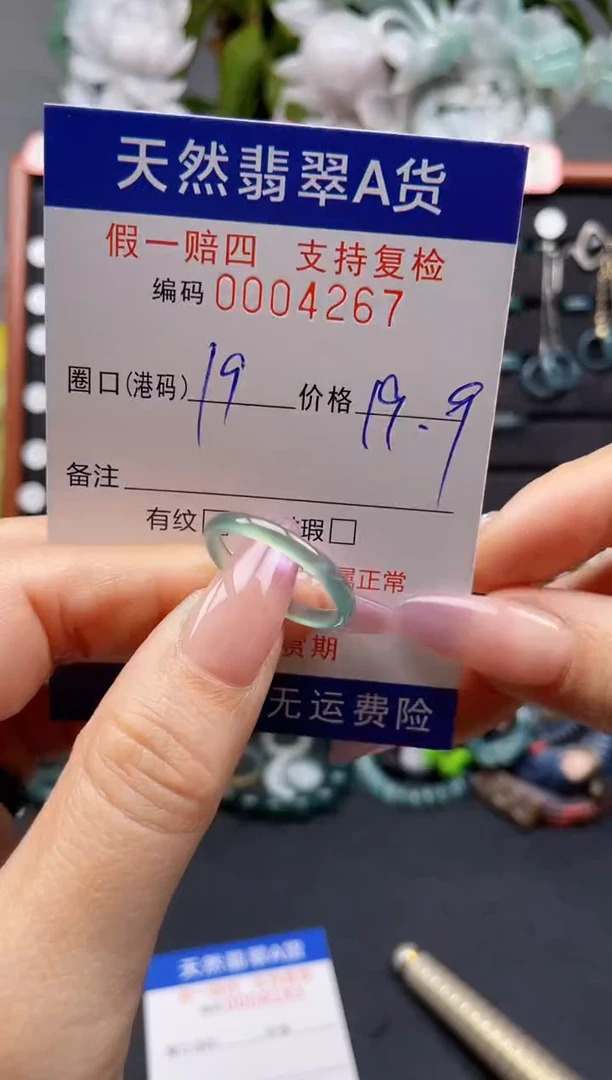 天然翡翠A货
假一赔四 支持复检
编码 0004267
圈口(港码) 19 价格 19.9
备注
有纹 瑕
属正常
赏期
无运费险
天然翡翠A货